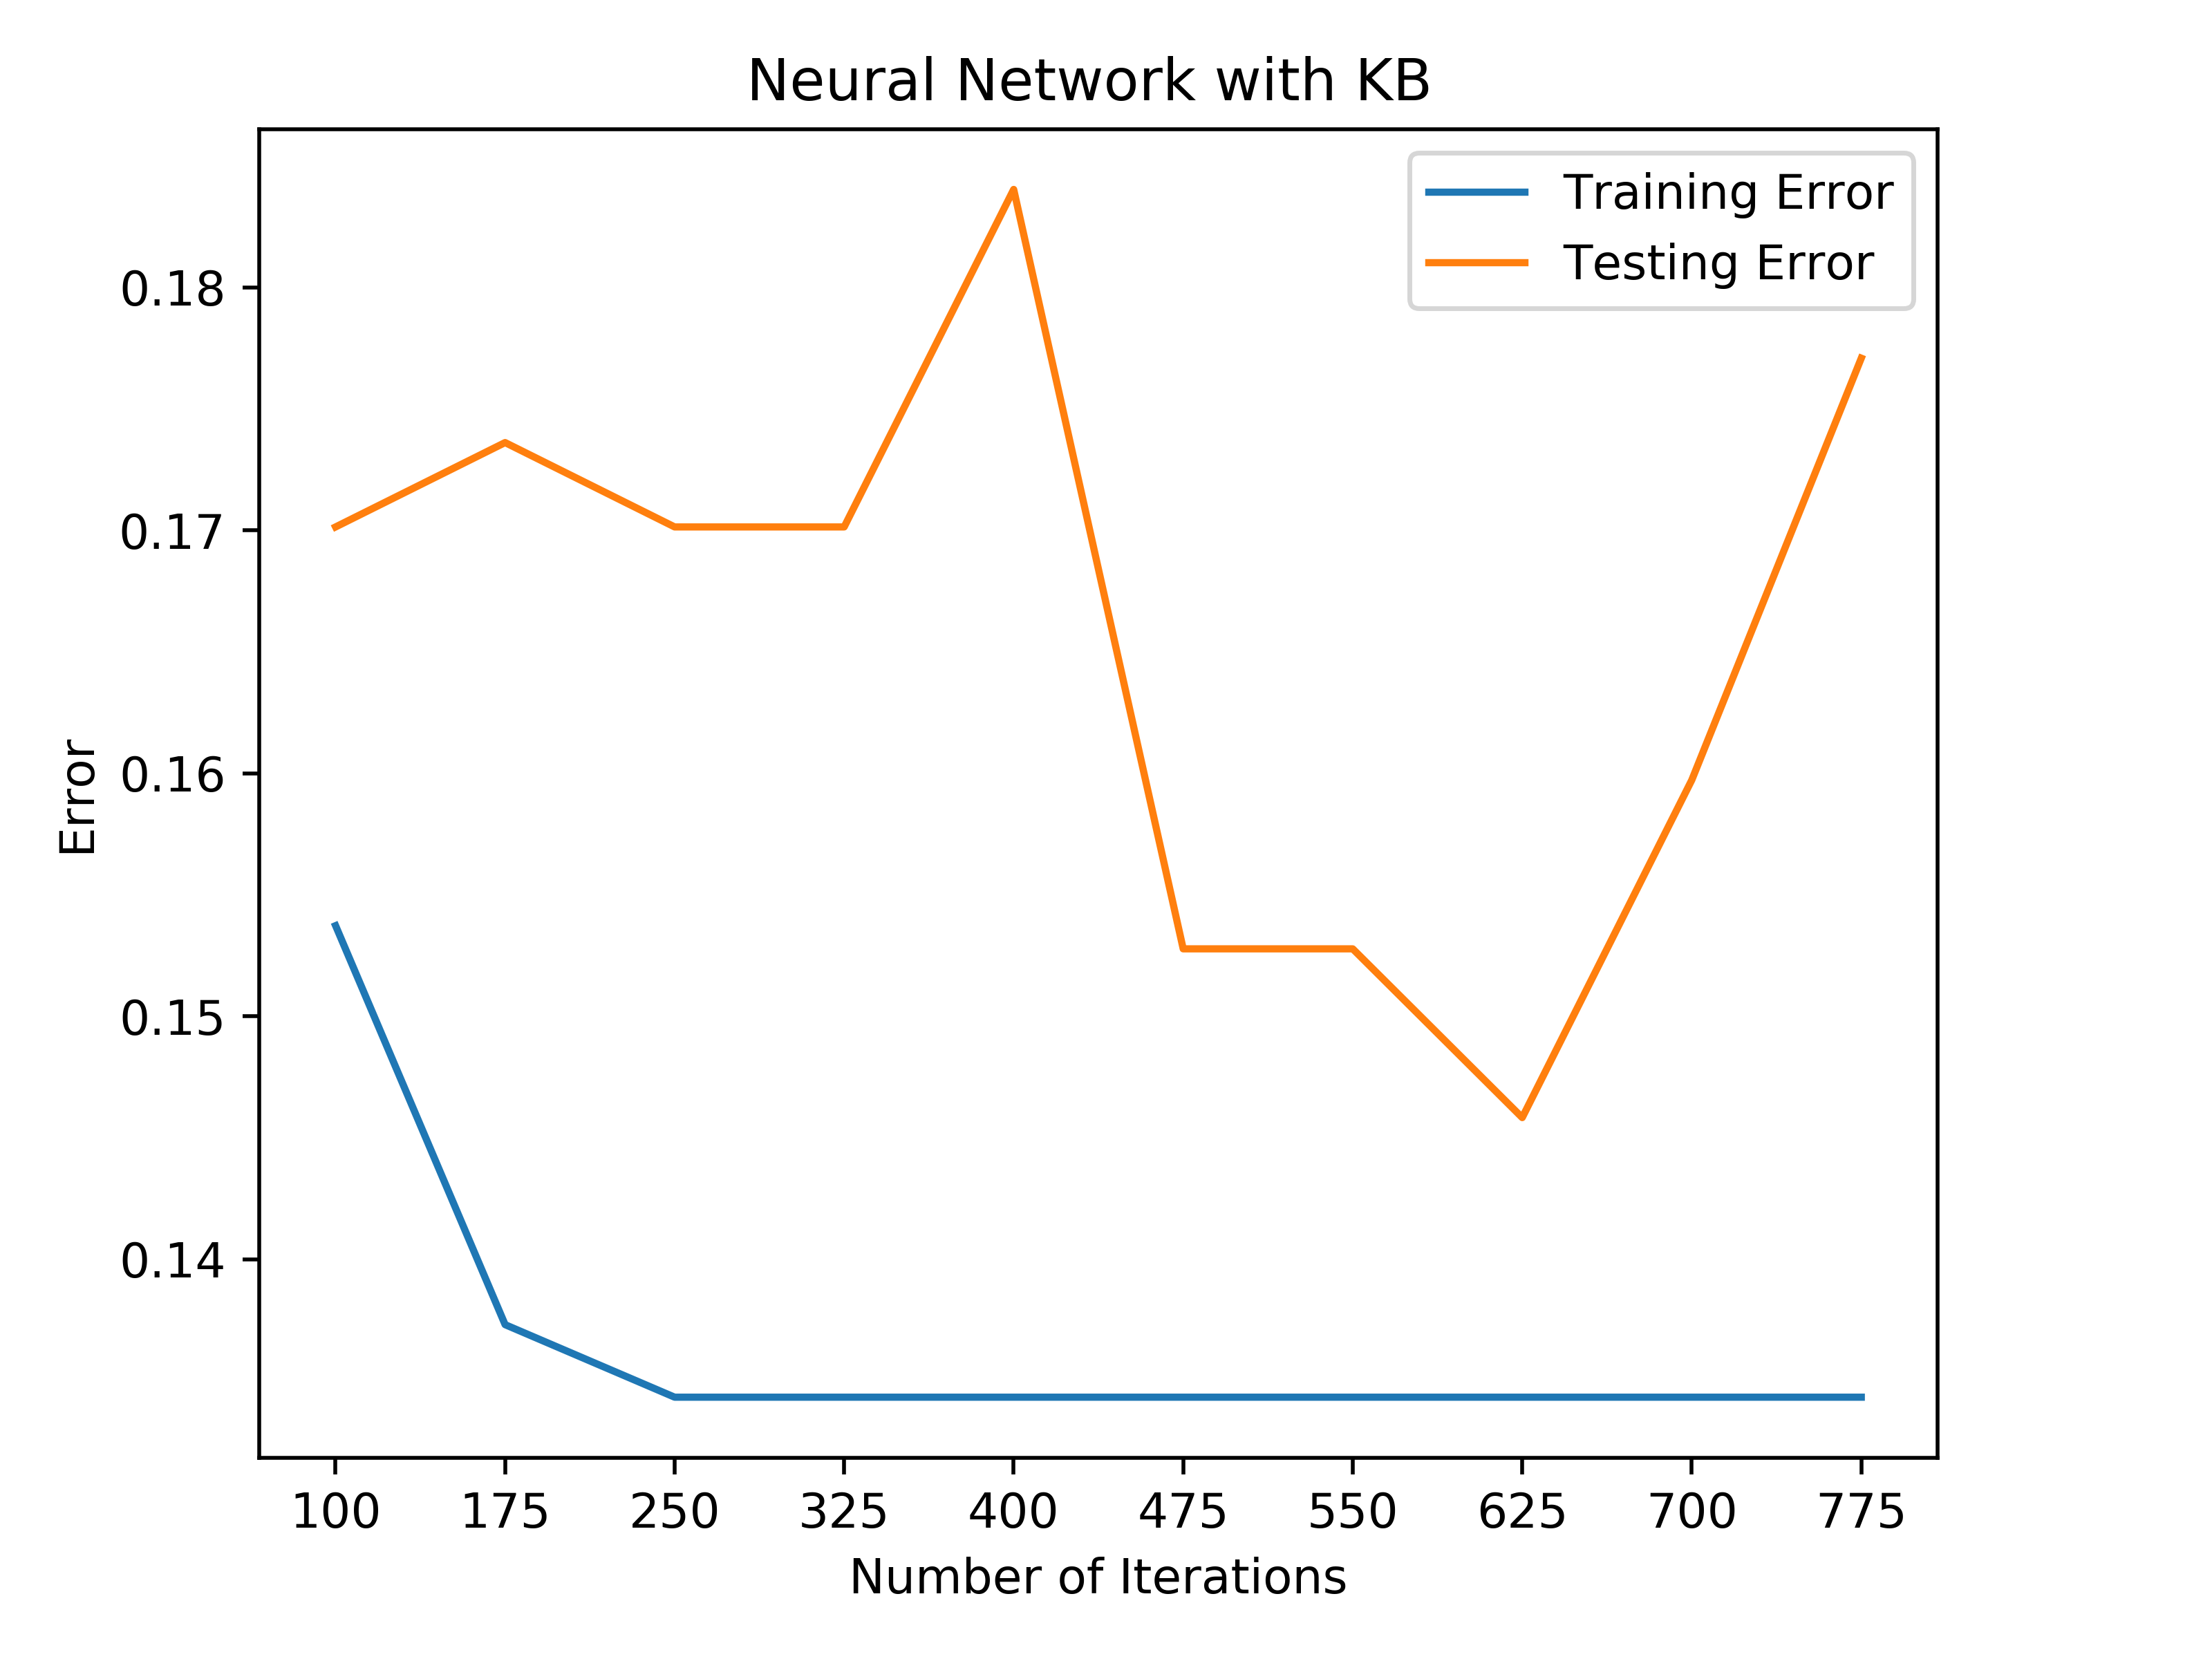 Neural Network with KB
Training Error
Testing Error
0.18
0.17
0.16
0.15
0.14
Error
100 175 250 325 400 475 550 625 700 775
Number of Iterations